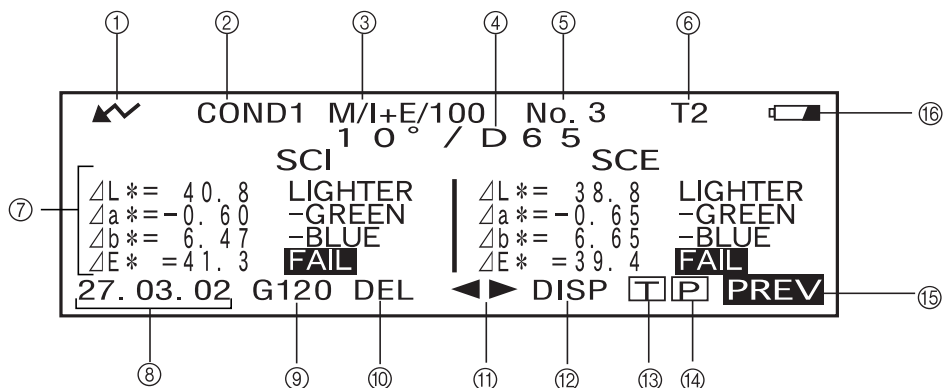 ① ② ③ ④ ⑤ ⑥
COND1 M/I+E/100 No. 3 T2
10°/D65
⑯
SCI SCE
⑦
⊿L*= 40.8 LIGHTER ⊿L*= 38.8 LIGHTER
⊿a*=-0.60 -GREEN ⊿a*=-0.65 -GREEN
⊿b*= 6.47 -BLUE ⊿b*= 6.65 -BLUE
⊿E* =41.3 FAIL ⊿E* =39.4 FAIL
27.03.02 G120 DEL ◀▶ DISP T P PREV
⑮
⑧ ⑨ ⑩ ⑪ ⑫ ⑬ ⑭